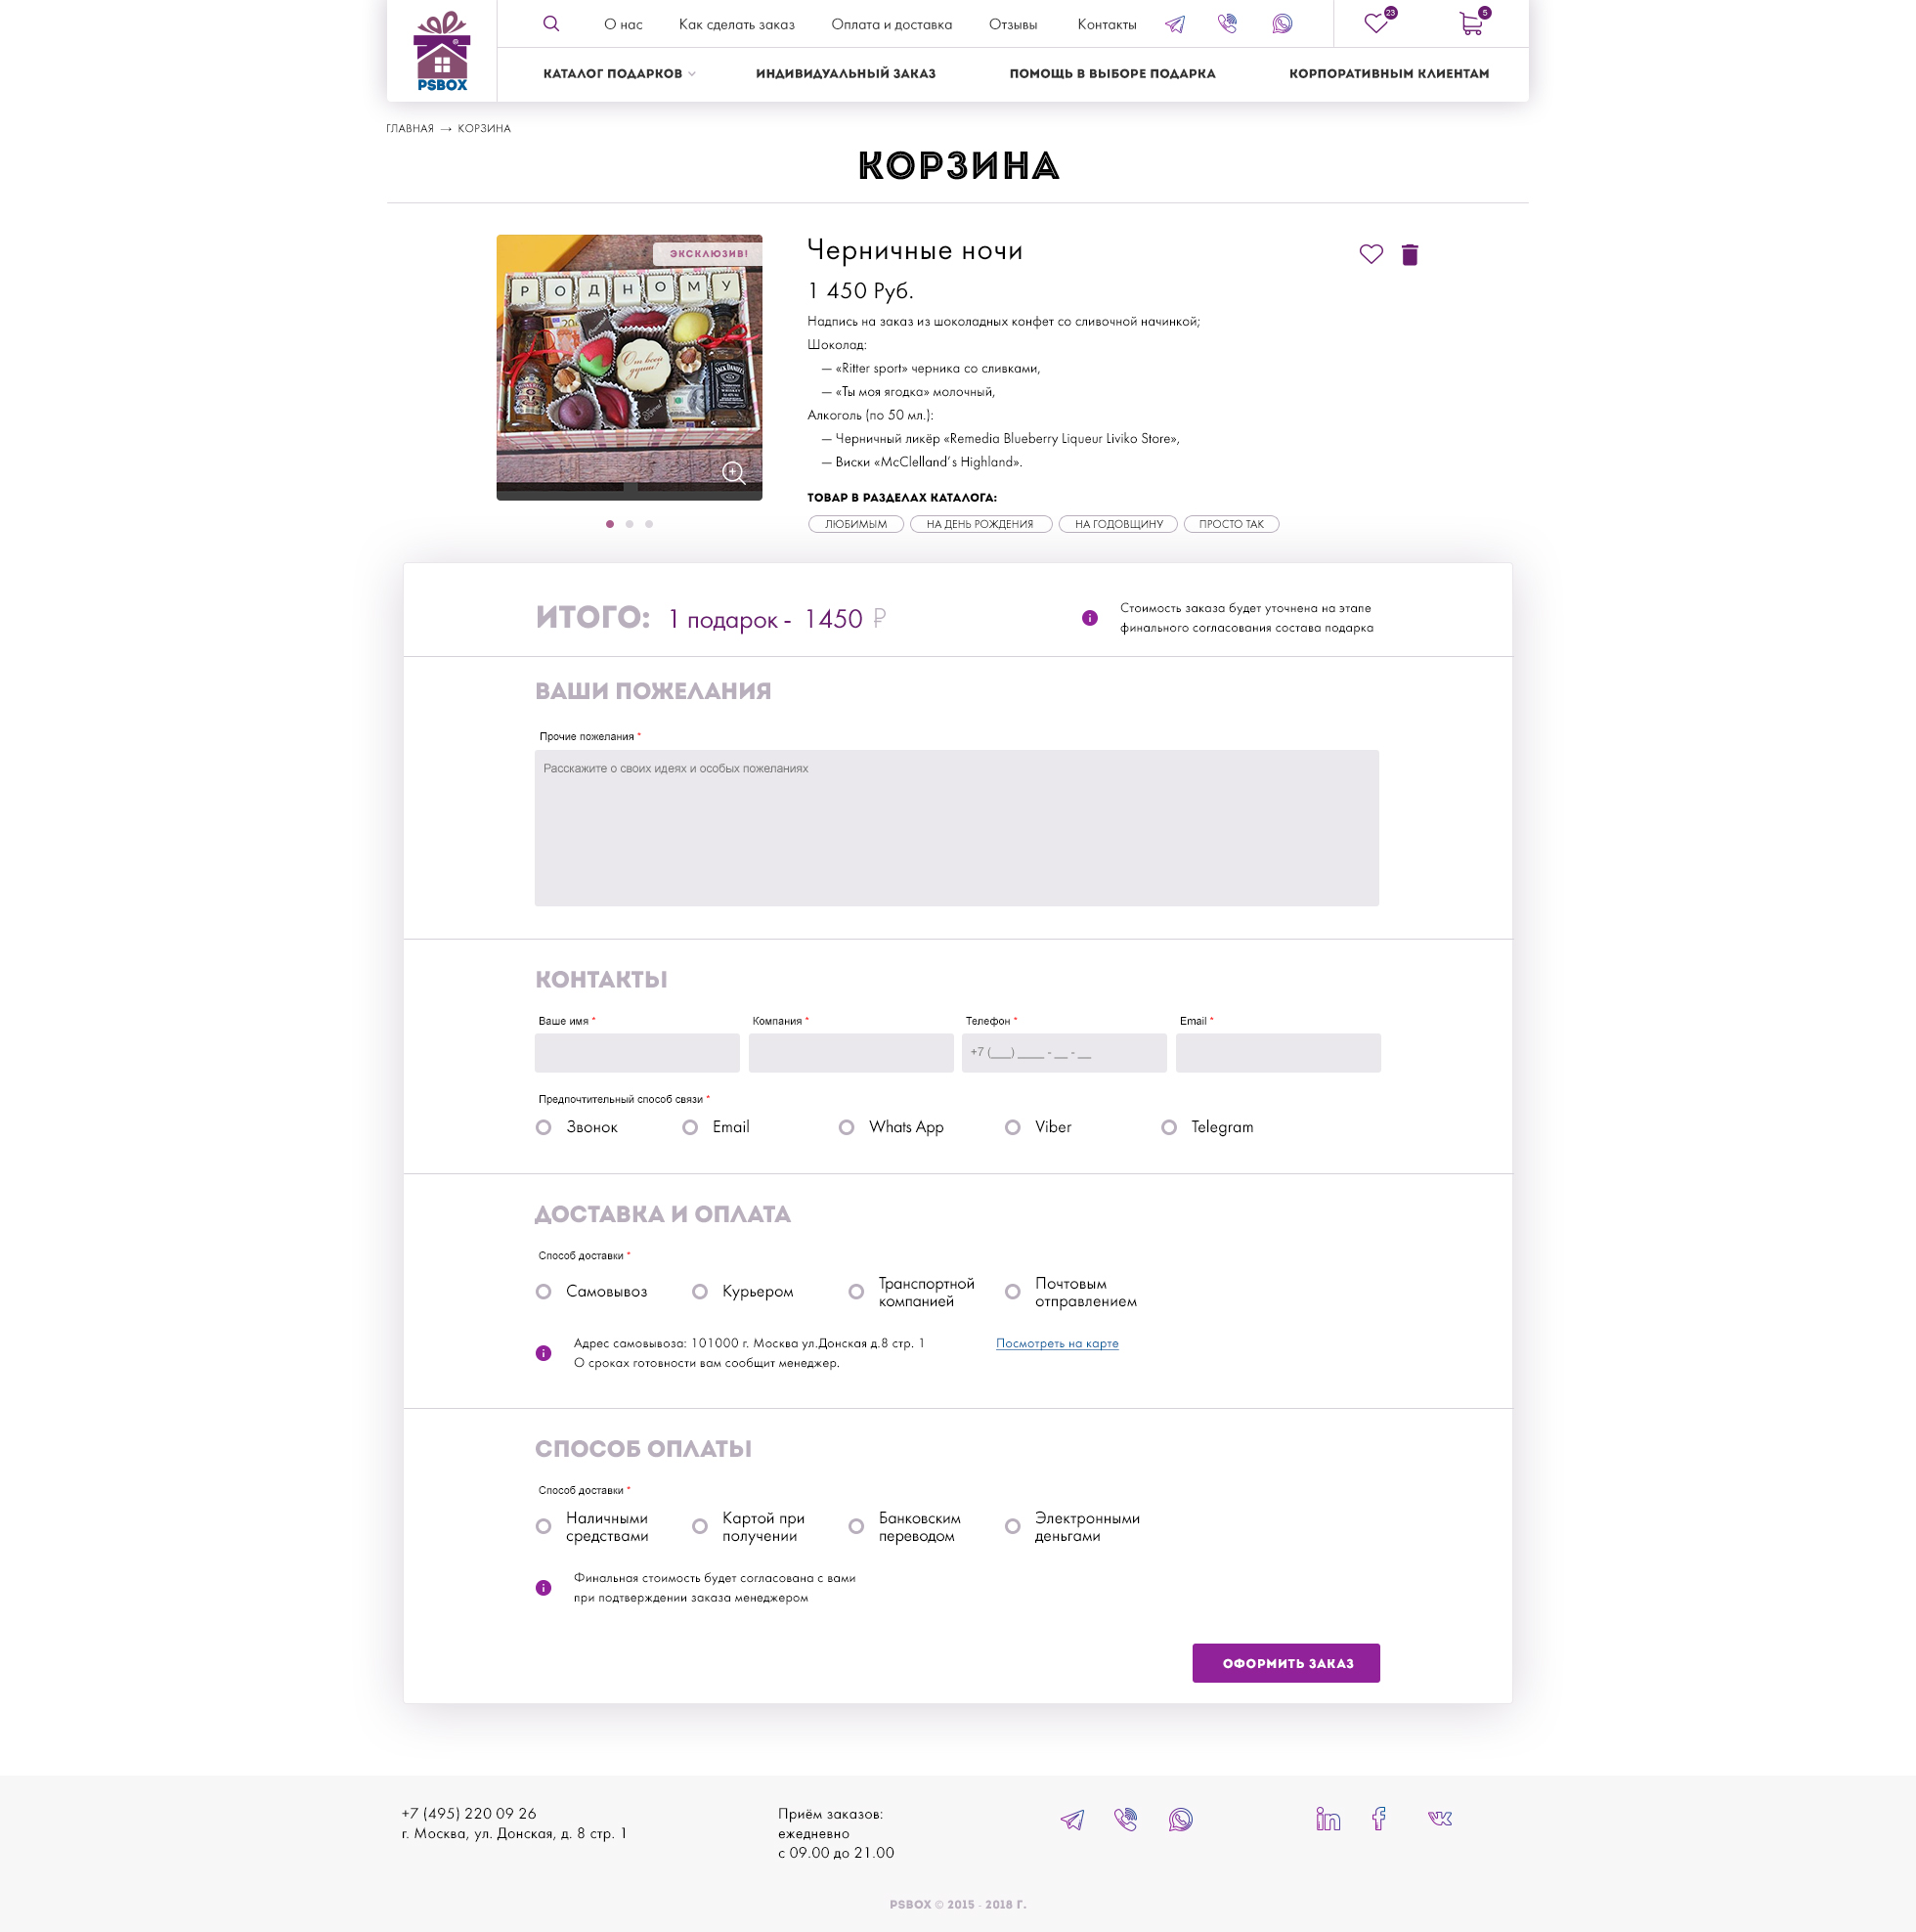 О нас
Как сделать заказ
Оплата и доставка
Отзывы
Контакты
23
5
PSBOX
КАТАЛОГ ПОДАРКОВ
ИНДИВИДУАЛЬНЫЙ ЗАКАЗ
ПОМОЩЬ В ВЫБОРЕ ПОДАРКА
КОРПОРАТИВНЫМ КЛИЕНТАМ
ГЛАВНАЯ → КОРЗИНА
КОРЗИНА
ЭКСКЛЮЗИВ!
РОДНОМУ
От всей
души!
JACK DANIEL'S
Черничные ночи
1 450 Руб.
Надпись на заказ из шоколадных конфет со сливочной начинкой;
Шоколад:
— «Ritter sport» черника со сливками,
— «Ты моя ягодка» молочный,
Алкоголь (по 50 мл.):
— Черничный ликёр «Remedia Blueberry Liqueur Liviko Store»,
— Виски «McClelland’s Highland».
ТОВАР В РАЗДЕЛАХ КАТАЛОГА:
ЛЮБИМЫМ
НА ДЕНЬ РОЖДЕНИЯ
НА ГОДОВЩИНУ
ПРОСТО ТАК
ИТОГО: 1 подарок - 1450 ₽
Стоимость заказа будет уточнена на этапе
финального согласования состава подарка
ВАШИ ПОЖЕЛАНИЯ
Прочие пожелания *
Расскажите о своих идеях и особых пожеланиях
КОНТАКТЫ
Ваше имя *
Компания *
Телефон *
Email *
+7 (___) ____ - __ - __
Предпочтительный способ связи *
Звонок
Email
Whats App
Viber
Telegram
ДОСТАВКА И ОПЛАТА
Способ доставки *
Самовывоз
Курьером
Транспортной
компанией
Почтовым
отправлением
Адрес самовывоза: 101000 г. Москва ул.Донская д.8 стр. 1
О сроках готовности вам сообщит менеджер.
Посмотреть на карте
СПОСОБ ОПЛАТЫ
Способ доставки *
Наличными
средствами
Картой при
получении
Банковским
переводом
Электронными
деньгами
Финальная стоимость будет согласована с вами
при подтверждении заказа менеджером
ОФОРМИТЬ ЗАКАЗ
+7 (495) 220 09 26
г. Москва, ул. Донская, д. 8 стр. 1
Приём заказов:
ежедневно
с 09.00 до 21.00
PSBOX © 2015 - 2018 Г.